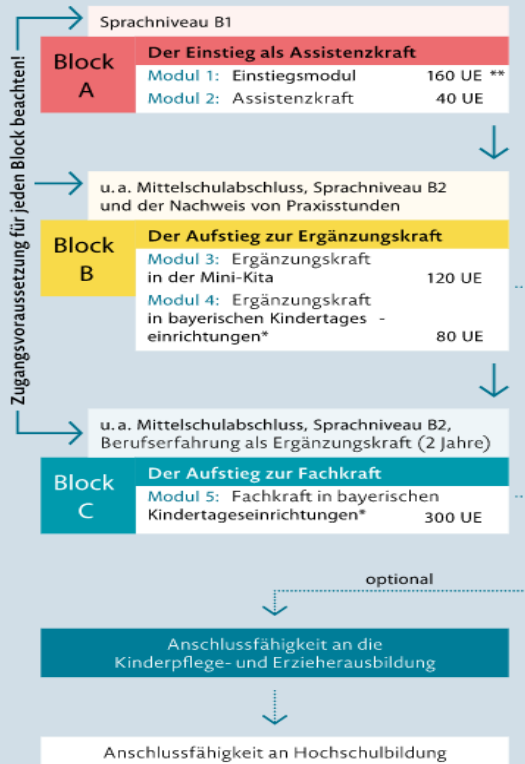 Zugangsvoraussetzung für jeden Block beachten!
Sprachniveau B1
Block A
Der Einstieg als Assistenzkraft
Modul 1: Einstiegsmodul 160 UE **
Modul 2: Assistenzkraft 40 UE
u. a. Mittelschulabschluss, Sprachniveau B2
und der Nachweis von Praxisstunden
Block B
Der Aufstieg zur Ergänzungskraft
Modul 3: Ergänzungskraft
in der Mini-Kita 120 UE
Modul 4: Ergänzungskraft
in bayerischen Kindertages -
einrichtungen* 80 UE
u. a. Mittelschulabschluss, Sprachniveau B2,
Berufserfahrung als Ergänzungskraft (2 Jahre)
Block C
Der Aufstieg zur Fachkraft
Modul 5: Fachkraft in bayerischen
Kindertageseinrichtungen* 300 UE
optional
Anschlussfähigkeit an die
Kinderpflege- und Erzieherausbildung
Anschlussfähigkeit an Hochschulbildung